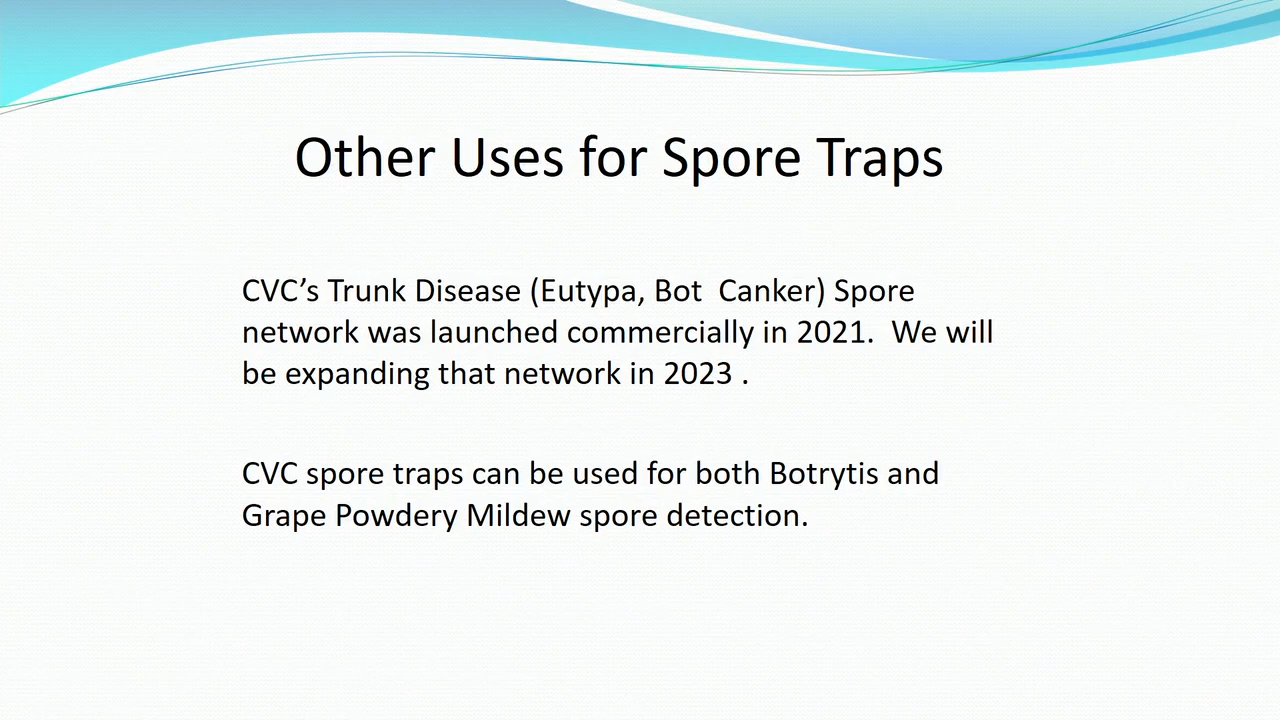 Other Uses for Spore Traps
CVC’s Trunk Disease (Eutypa, Bot  Canker) Spore
network was launched commercially in 2021.  We will
be expanding that network in 2023 .
CVC spore traps can be used for both Botrytis and
Grape Powdery Mildew spore detection.